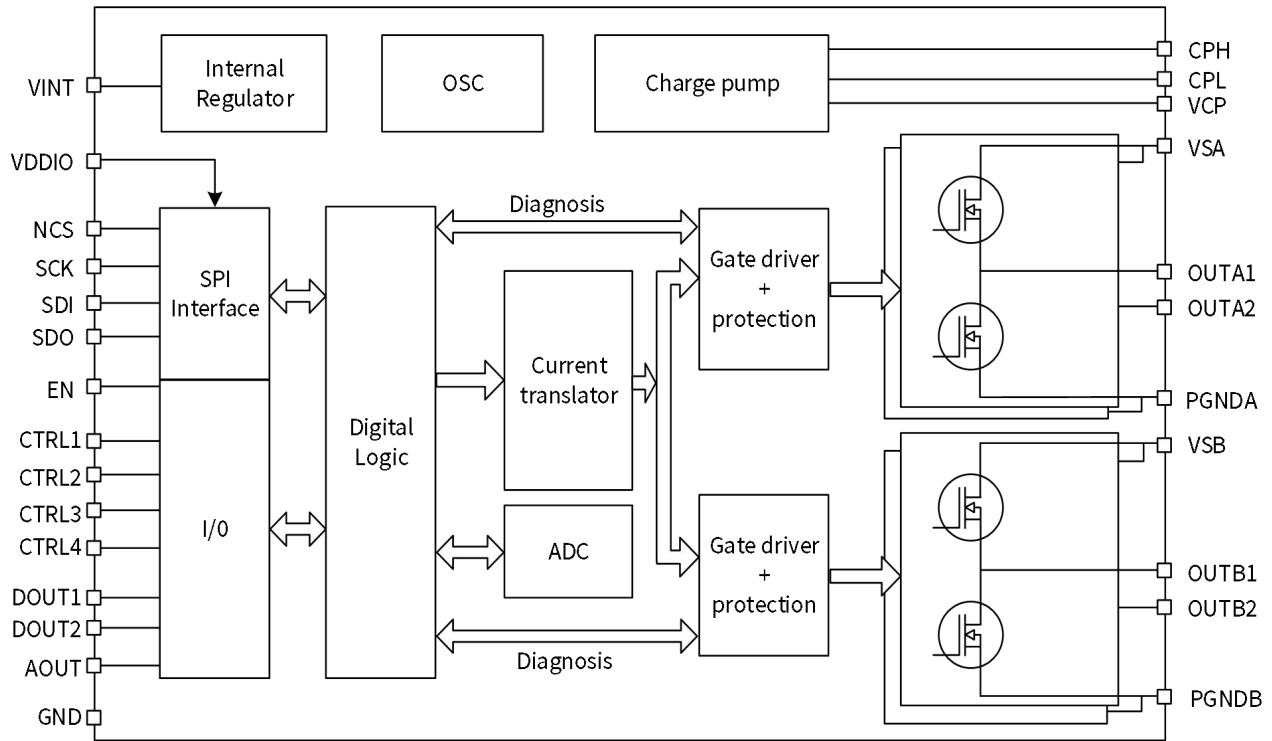 VINT
VDDIO
NCS
SCK
SDI
SDO
EN
CTRL1
CTRL2
CTRL3
CTRL4
DOUT1
DOUT2
AOUT
GND
Internal
Regulator
OSC
Charge pump
SPI
Interface
I/0
Digital
Logic
Diagnosis
Current
translator
ADC
Diagnosis
Gate driver
+
protection
Gate driver
+
protection
CPH
CPL
VCP
VSA
OUTA1
OUTA2
PGNDA
VSB
OUTB1
OUTB2
PGNDB